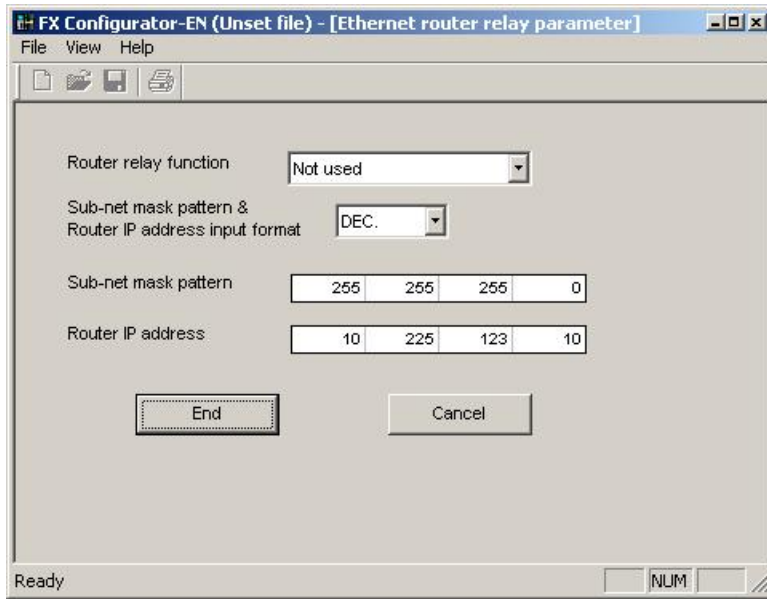 FX Configurator-EN (Unset file) - [Ethernet router relay parameter]
File View Help
Router relay function
Not used
Sub-net mask pattern &
Router IP address input format
DEC.
Sub-net mask pattern
255 255 255 0
Router IP address
10 225 123 10
End Cancel
Ready NUM